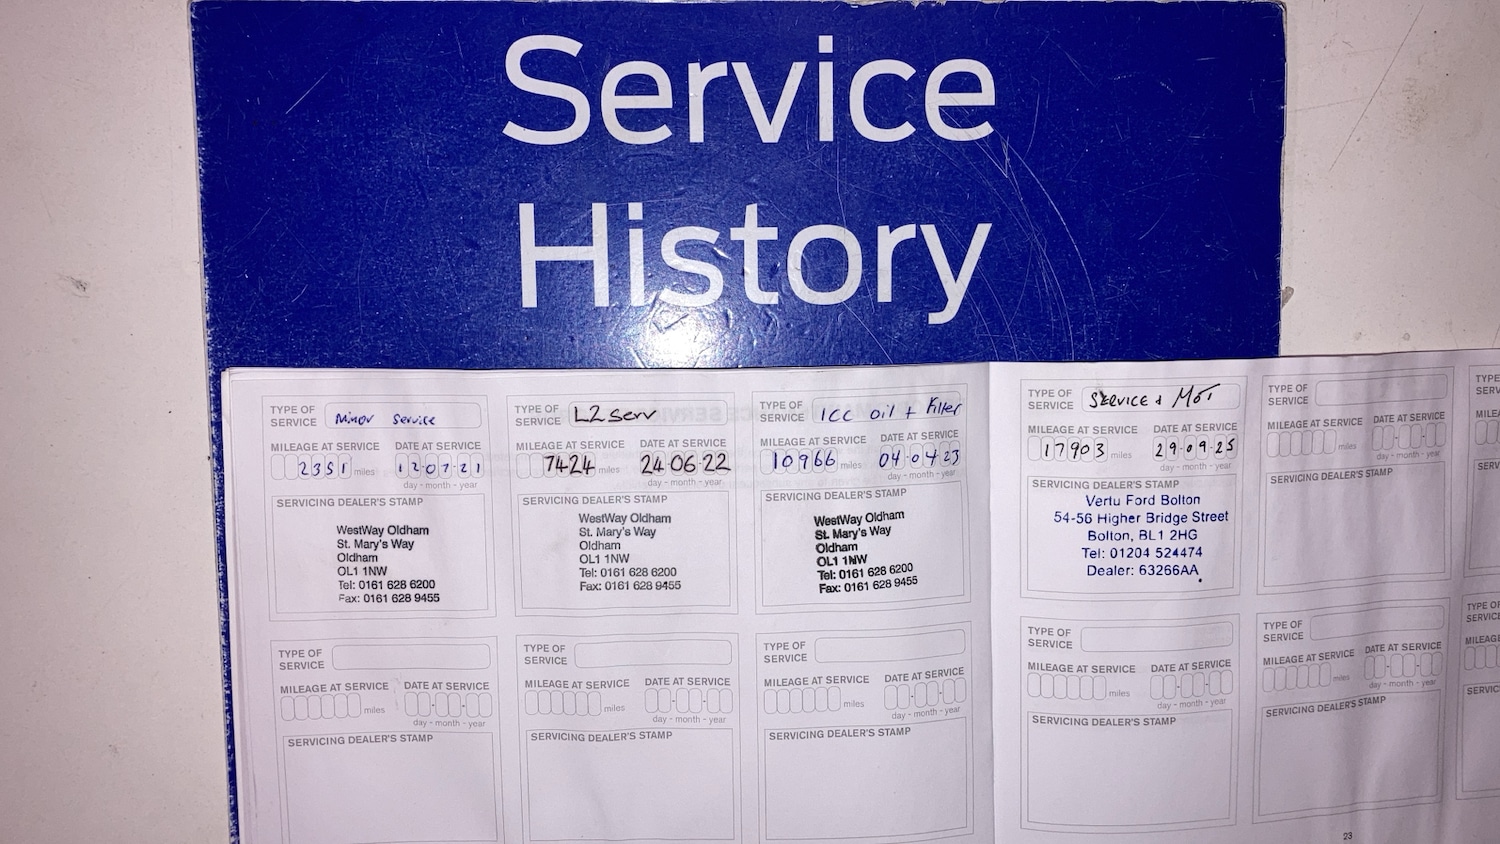 Service
History
TYPE OF SERVICE Minor Service
MILEAGE AT SERVICE DATE AT SERVICE
2351 miles 12·07·21
day - month - year
SERVICING DEALER'S STAMP
WestWay Oldham
St. Mary's Way
Oldham
OL1 1NW
Tel: 0161 628 6200
Fax: 0161 628 9455
TYPE OF SERVICE L2 Serv
MILEAGE AT SERVICE DATE AT SERVICE
7424 miles 24·06·22
day - month - year
SERVICING DEALER'S STAMP
WestWay Oldham
St. Mary's Way
Oldham
OL1 1NW
Tel: 0161 628 6200
Fax: 0161 628 9455
TYPE OF SERVICE ICC oil + Filter
MILEAGE AT SERVICE DATE AT SERVICE
10966 miles 04·04·23
day - month - year
SERVICING DEALER'S STAMP
WestWay Oldham
St. Mary's Way
Oldham
OL1 1NW
Tel: 0161 628 6200
Fax: 0161 628 9455
TYPE OF SERVICE Service + MOT
MILEAGE AT SERVICE DATE AT SERVICE
17903 miles 29·09·25
day - month - year
SERVICING DEALER'S STAMP
Vertu Ford Bolton
54-56 Higher Bridge Street
Bolton, BL1 2HG
Tel: 01204 524474
Dealer: 63266AA
TYPE OF SERVICE
MILEAGE AT SERVICE DATE AT SERVICE
miles
day - month - year
SERVICING DEALER'S STAMP
TYPE OF SERVICE
MILEAGE AT SERVICE DATE AT SERVICE
miles
day - month - year
SERVICING DEALER'S STAMP
TYPE OF SERVICE
MILEAGE AT SERVICE DATE AT SERVICE
miles
day - month - year
SERVICING DEALER'S STAMP
TYPE OF SERVICE
MILEAGE AT SERVICE DATE AT SERVICE
miles
day - month - year
SERVICING DEALER'S STAMP
TYPE OF SERVICE
MILEAGE AT SERVICE DATE AT SERVICE
miles
day - month - year
SERVICING DEALER'S STAMP
TYPE OF SERVICE
MILEAGE AT SERVICE DATE AT SERVICE
miles
day - month - year
SERVICING DEALER'S STAMP
23